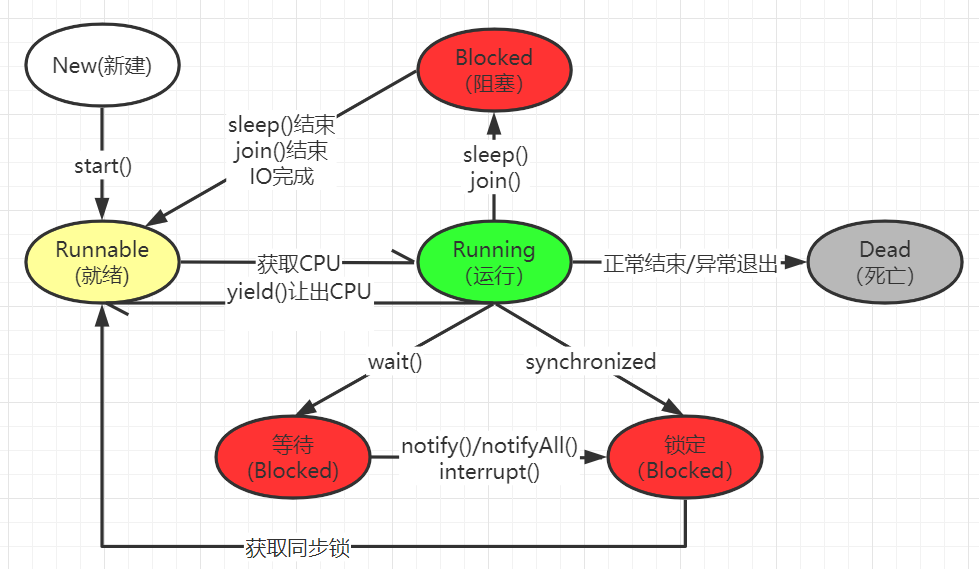 New(新建)
Blocked
（阻塞）
sleep()结束
join()结束
IO完成
sleep()
join()
start()
Runnable
(就绪)
获取CPU
yield()让出CPU
Running
（运行）
正常结束/异常退出
Dead
（死亡）
wait()
synchronized
等待
(Blocked)
notify()/notifyAll()
interrupt()
锁定
（Blocked）
获取同步锁